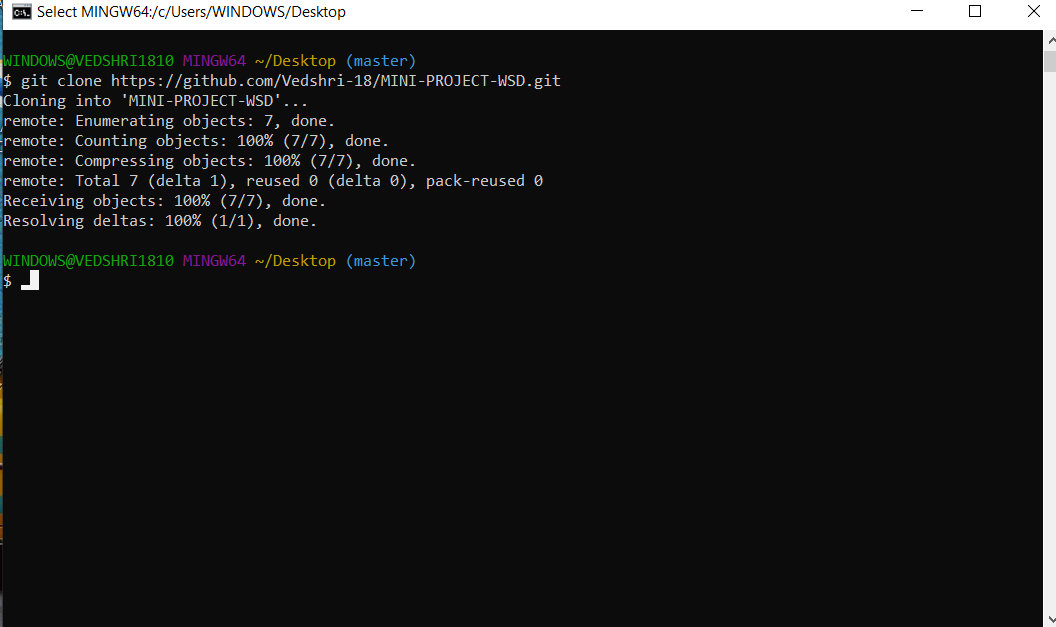 Select MINGW64:/c/Users/WINDOWS/Desktop
WINDOWS@VEDSHRI1810 MINGW64 ~/Desktop (master)
$ git clone https://github.com/Vedshri-18/MINI-PROJECT-WSD.git
Cloning into 'MINI-PROJECT-WSD'...
remote: Enumerating objects: 7, done.
remote: Counting objects: 100% (7/7), done.
remote: Compressing objects: 100% (7/7), done.
remote: Total 7 (delta 1), reused 0 (delta 0), pack-reused 0
Receiving objects: 100% (7/7), done.
Resolving deltas: 100% (1/1), done.
WINDOWS@VEDSHRI1810 MINGW64 ~/Desktop (master)
$